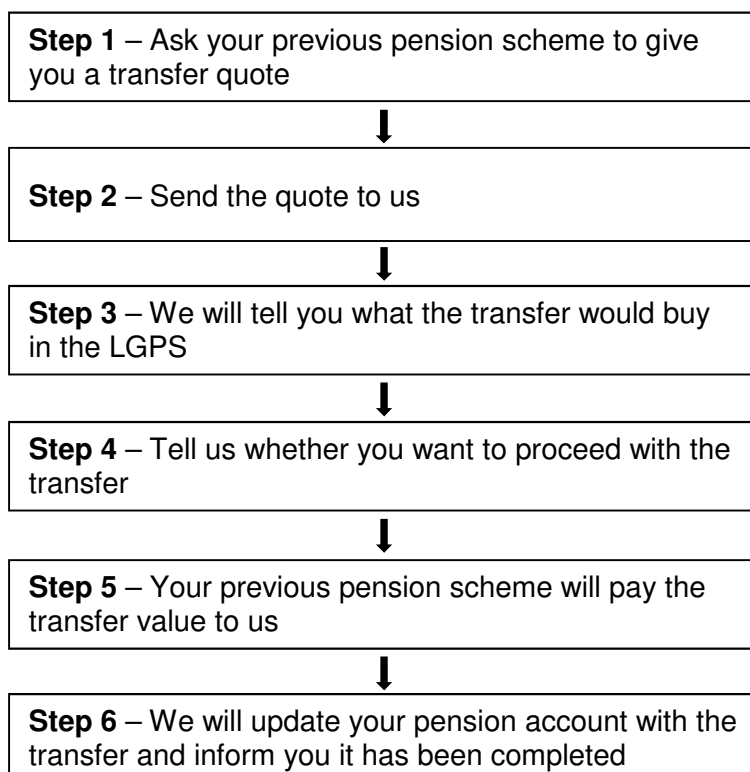 Step 1 – Ask your previous pension scheme to give
you a transfer quote
Step 2 – Send the quote to us
Step 3 – We will tell you what the transfer would buy
in the LGPS
Step 4 – Tell us whether you want to proceed with the
transfer
Step 5 – Your previous pension scheme will pay the
transfer value to us
Step 6 – We will update your pension account with the
transfer and inform you it has been completed